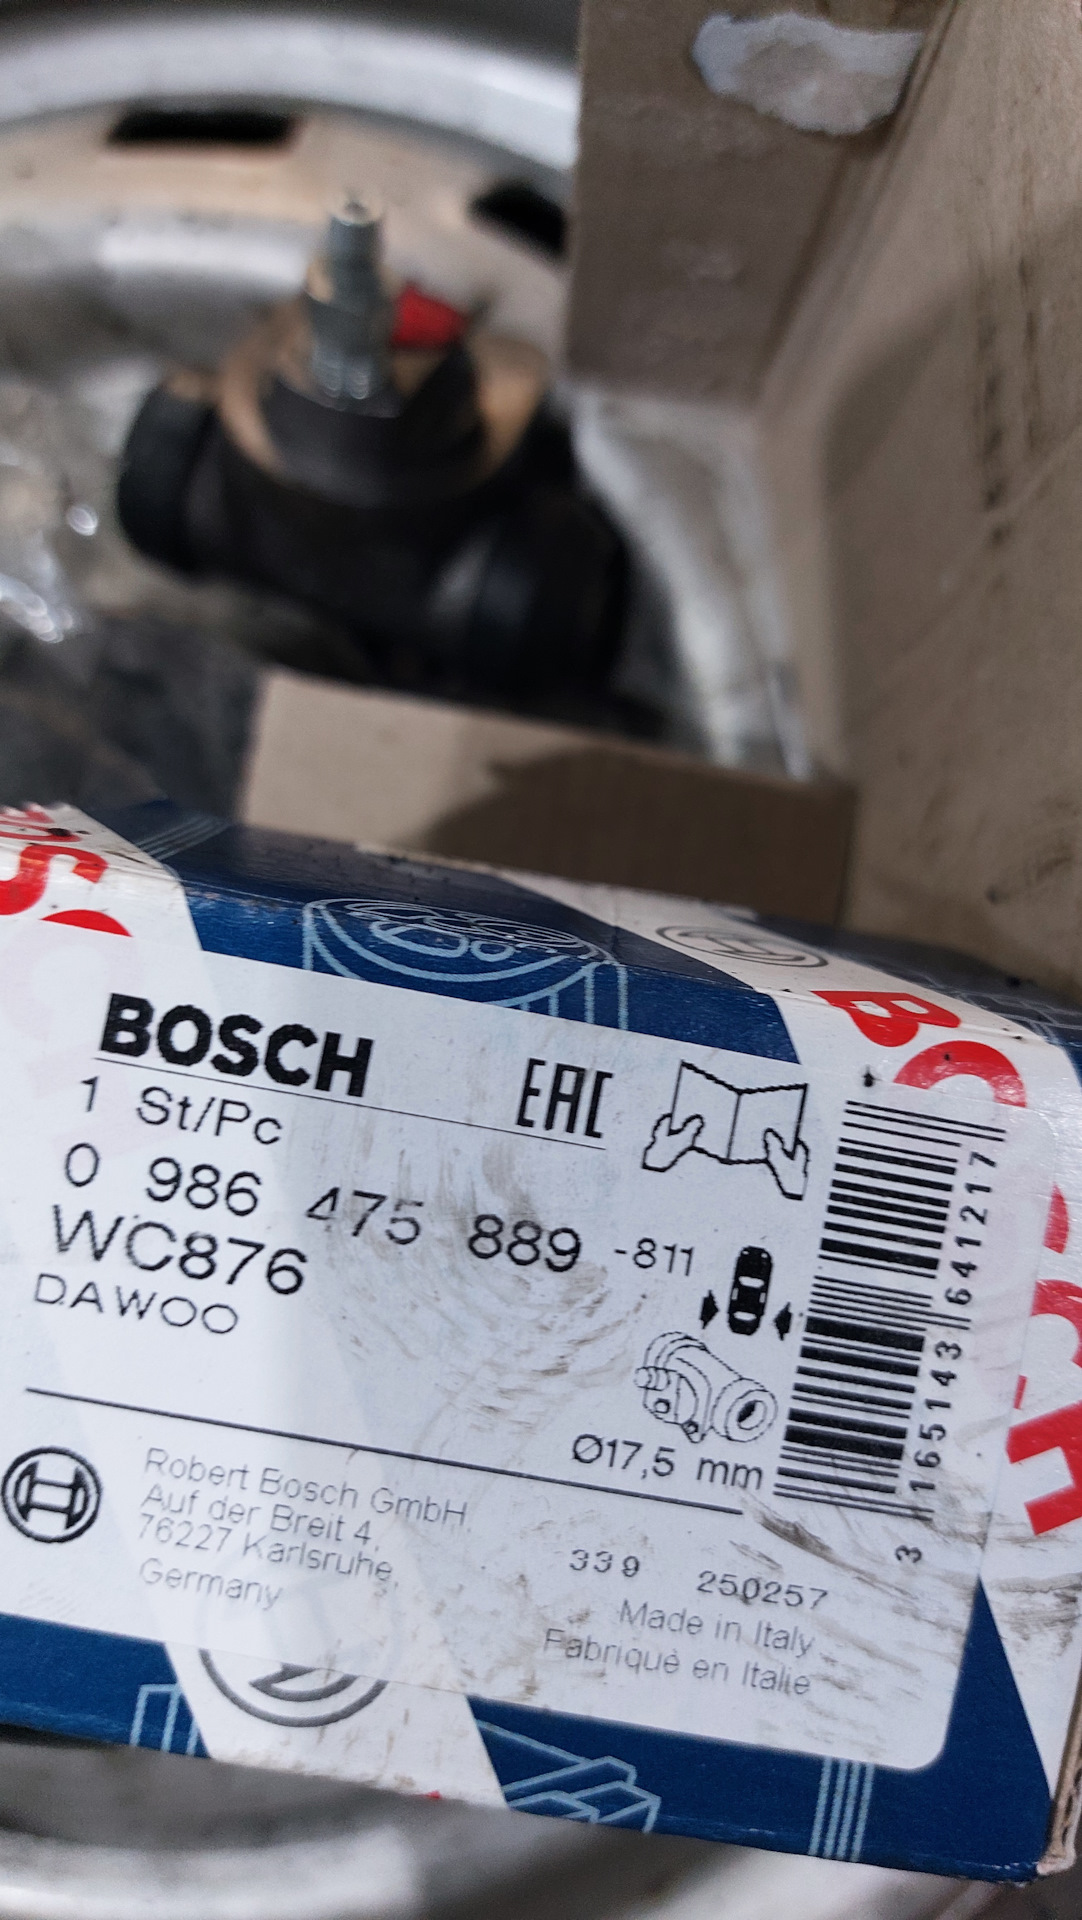 BOSCH
BOSCH
EAC
1 St/Pc
0 986 475 889 -811
WC876
DAWOO
Ø17,5 mm
3 165143 641217
Robert Bosch GmbH
Auf der Breit 4,
76227 Karlsruhe,
Germany
339 250257
Made in Italy
Fabriqué en Italie